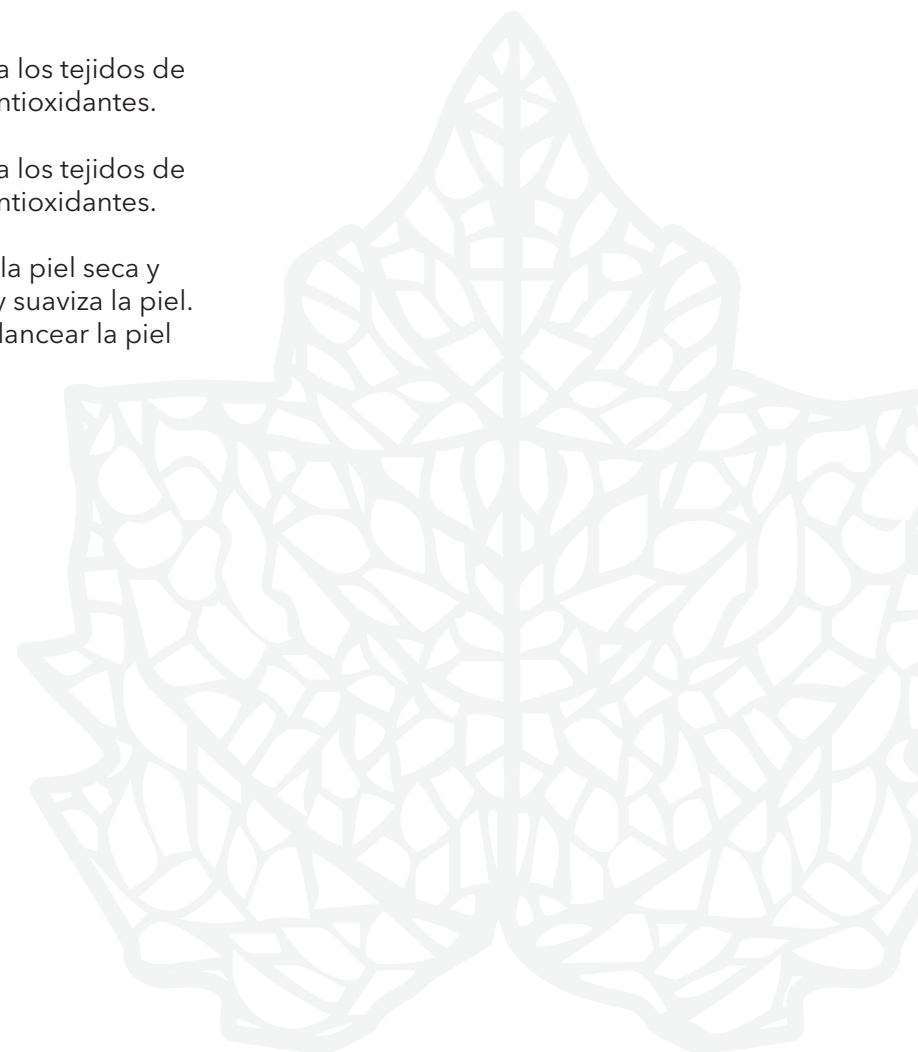 a los tejidos de
ntioxidantes.
a los tejidos de
ntioxidantes.
la piel seca y
y suaviza la piel.
lancear la piel